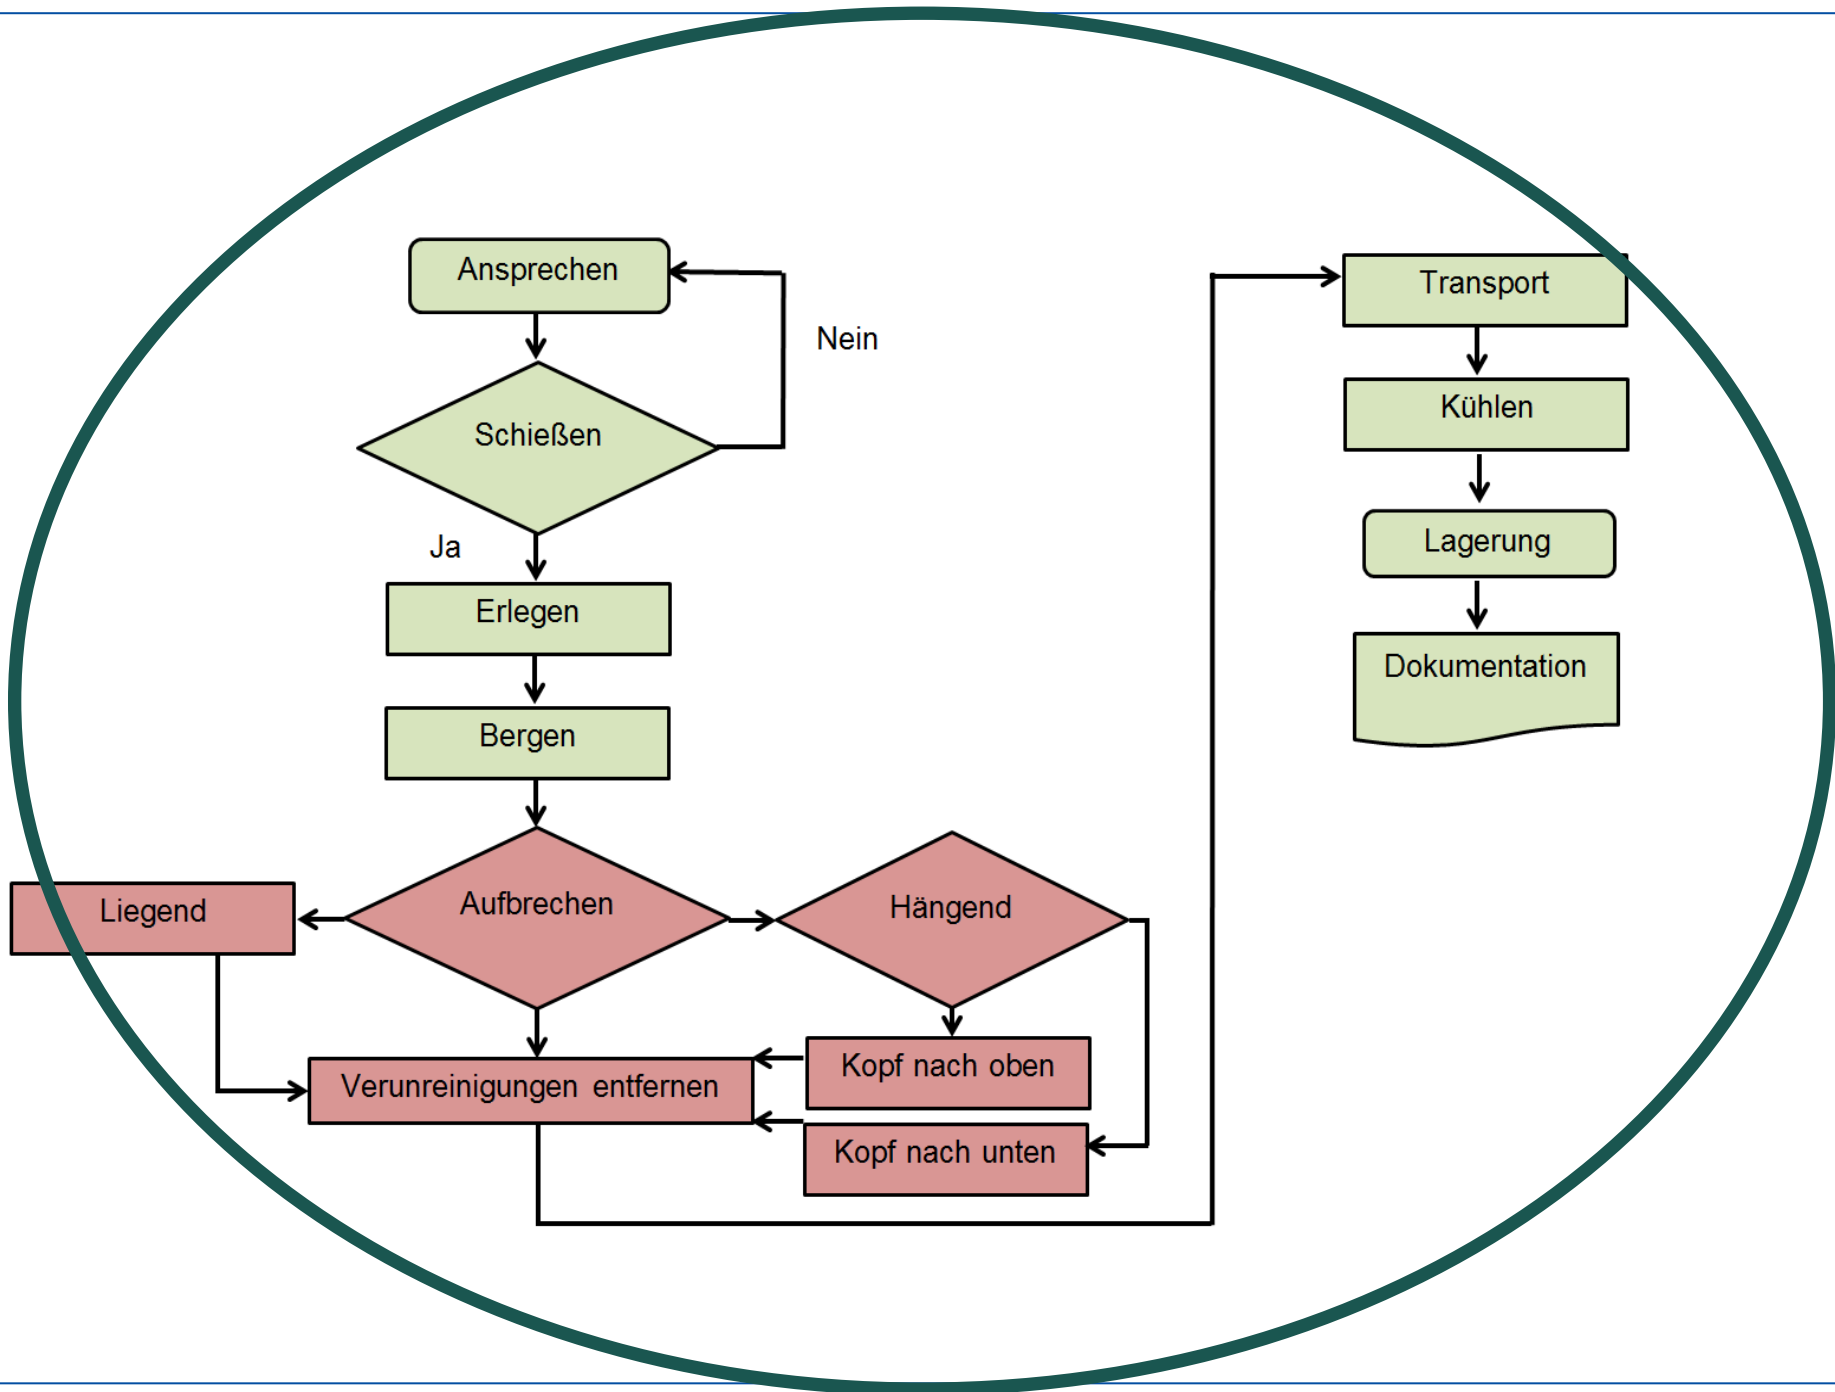 Ansprechen
Nein
Schießen
Ja
Erlegen
Bergen
Aufbrechen
Hängend
Liegend
Kopf nach oben
Verunreinigungen entfernen
Kopf nach unten
Transport
Kühlen
Lagerung
Dokumentation